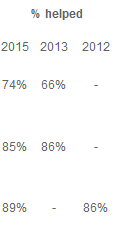 % helped
2015 2013 2012
74% 66% -
85% 86% -
89% - 86%